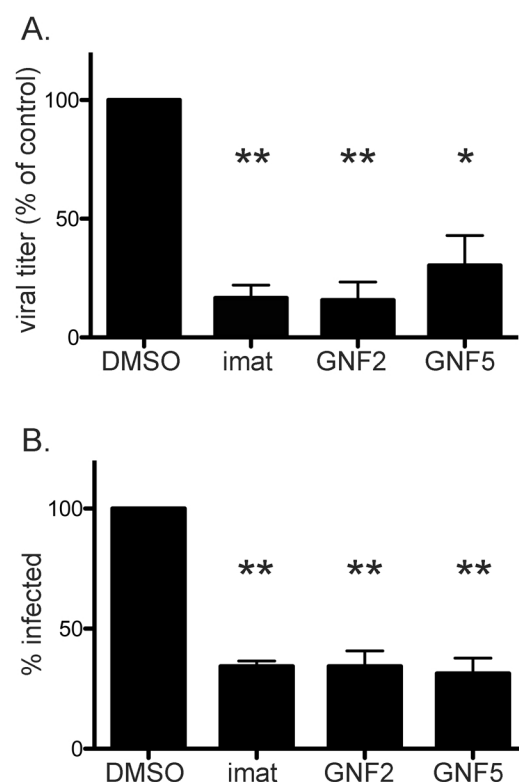 A.
viral titer (% of control)
100
50
0
** ** *
DMSO imat GNF2 GNF5
B.
% infected
100
50
0
** ** **
DMSO imat GNF2 GNF5